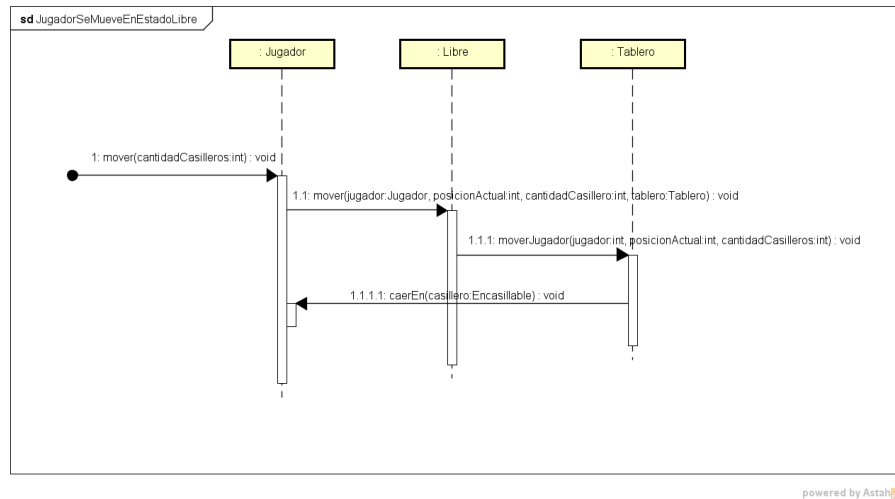 sd JugadorSeMueveEnEstadoLibre
: Jugador
: Libre
: Tablero
1: mover(cantidadCasilleros:int) : void
1.1: mover(jugador:Jugador, posicionActual:int, cantidadCasillero:int, tablero:Tablero) : void
1.1.1: moverJugador(jugador:int, posicionActual:int, cantidadCasilleros:int) : void
1.1.1.1: caerEn(casillero:Encasillable) : void
powered by Astah